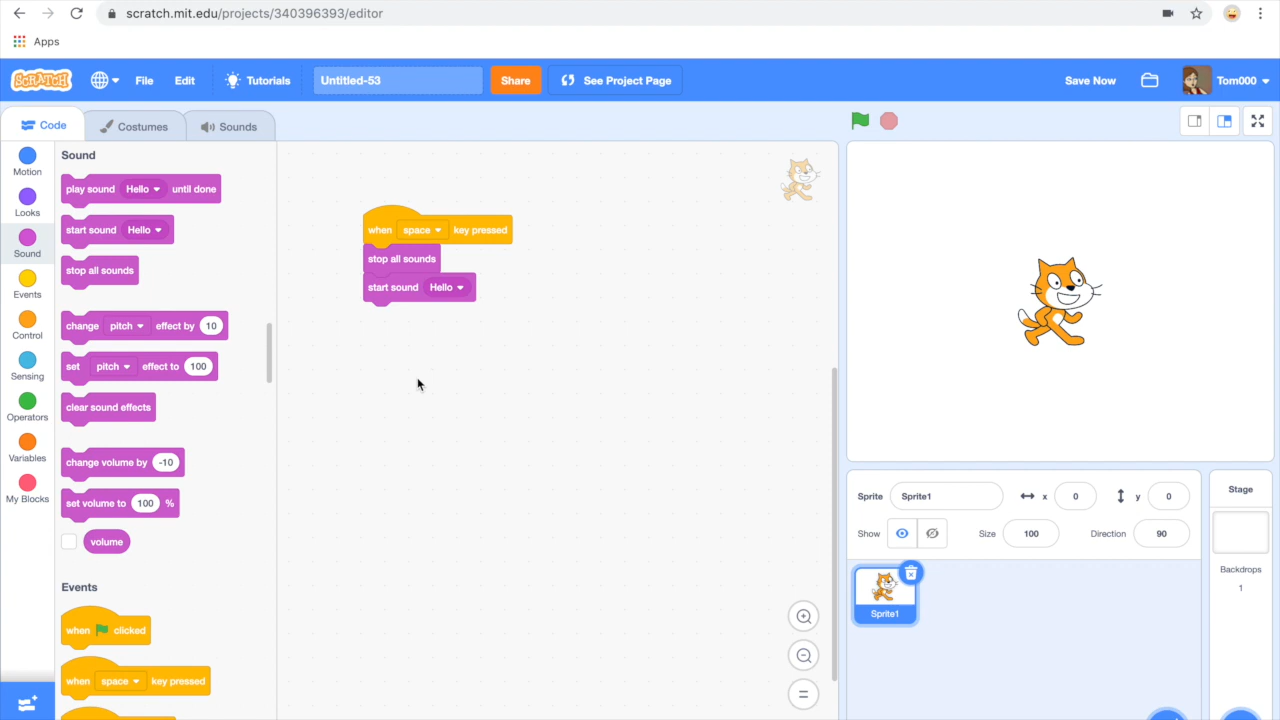 scratch.mit.edu/projects/340396393/editor
Apps
SCRATCH
File
Edit
Tutorials
Untitled-53
Share
See Project Page
Save Now
Tom000
Code
Costumes
Sounds
Motion
Looks
Sound
Events
Control
Sensing
Operators
Variables
My Blocks
Sound
play sound Hello until done
start sound Hello
stop all sounds
change pitch effect by 10
set pitch effect to 100
clear sound effects
change volume by -10
set volume to 100 %
volume
Events
when clicked
when space key pressed
when space key pressed
stop all sounds
start sound Hello
Sprite Sprite1 x 0 y 0
Show Size 100 Direction 90
Sprite1
Stage
Backdrops
1